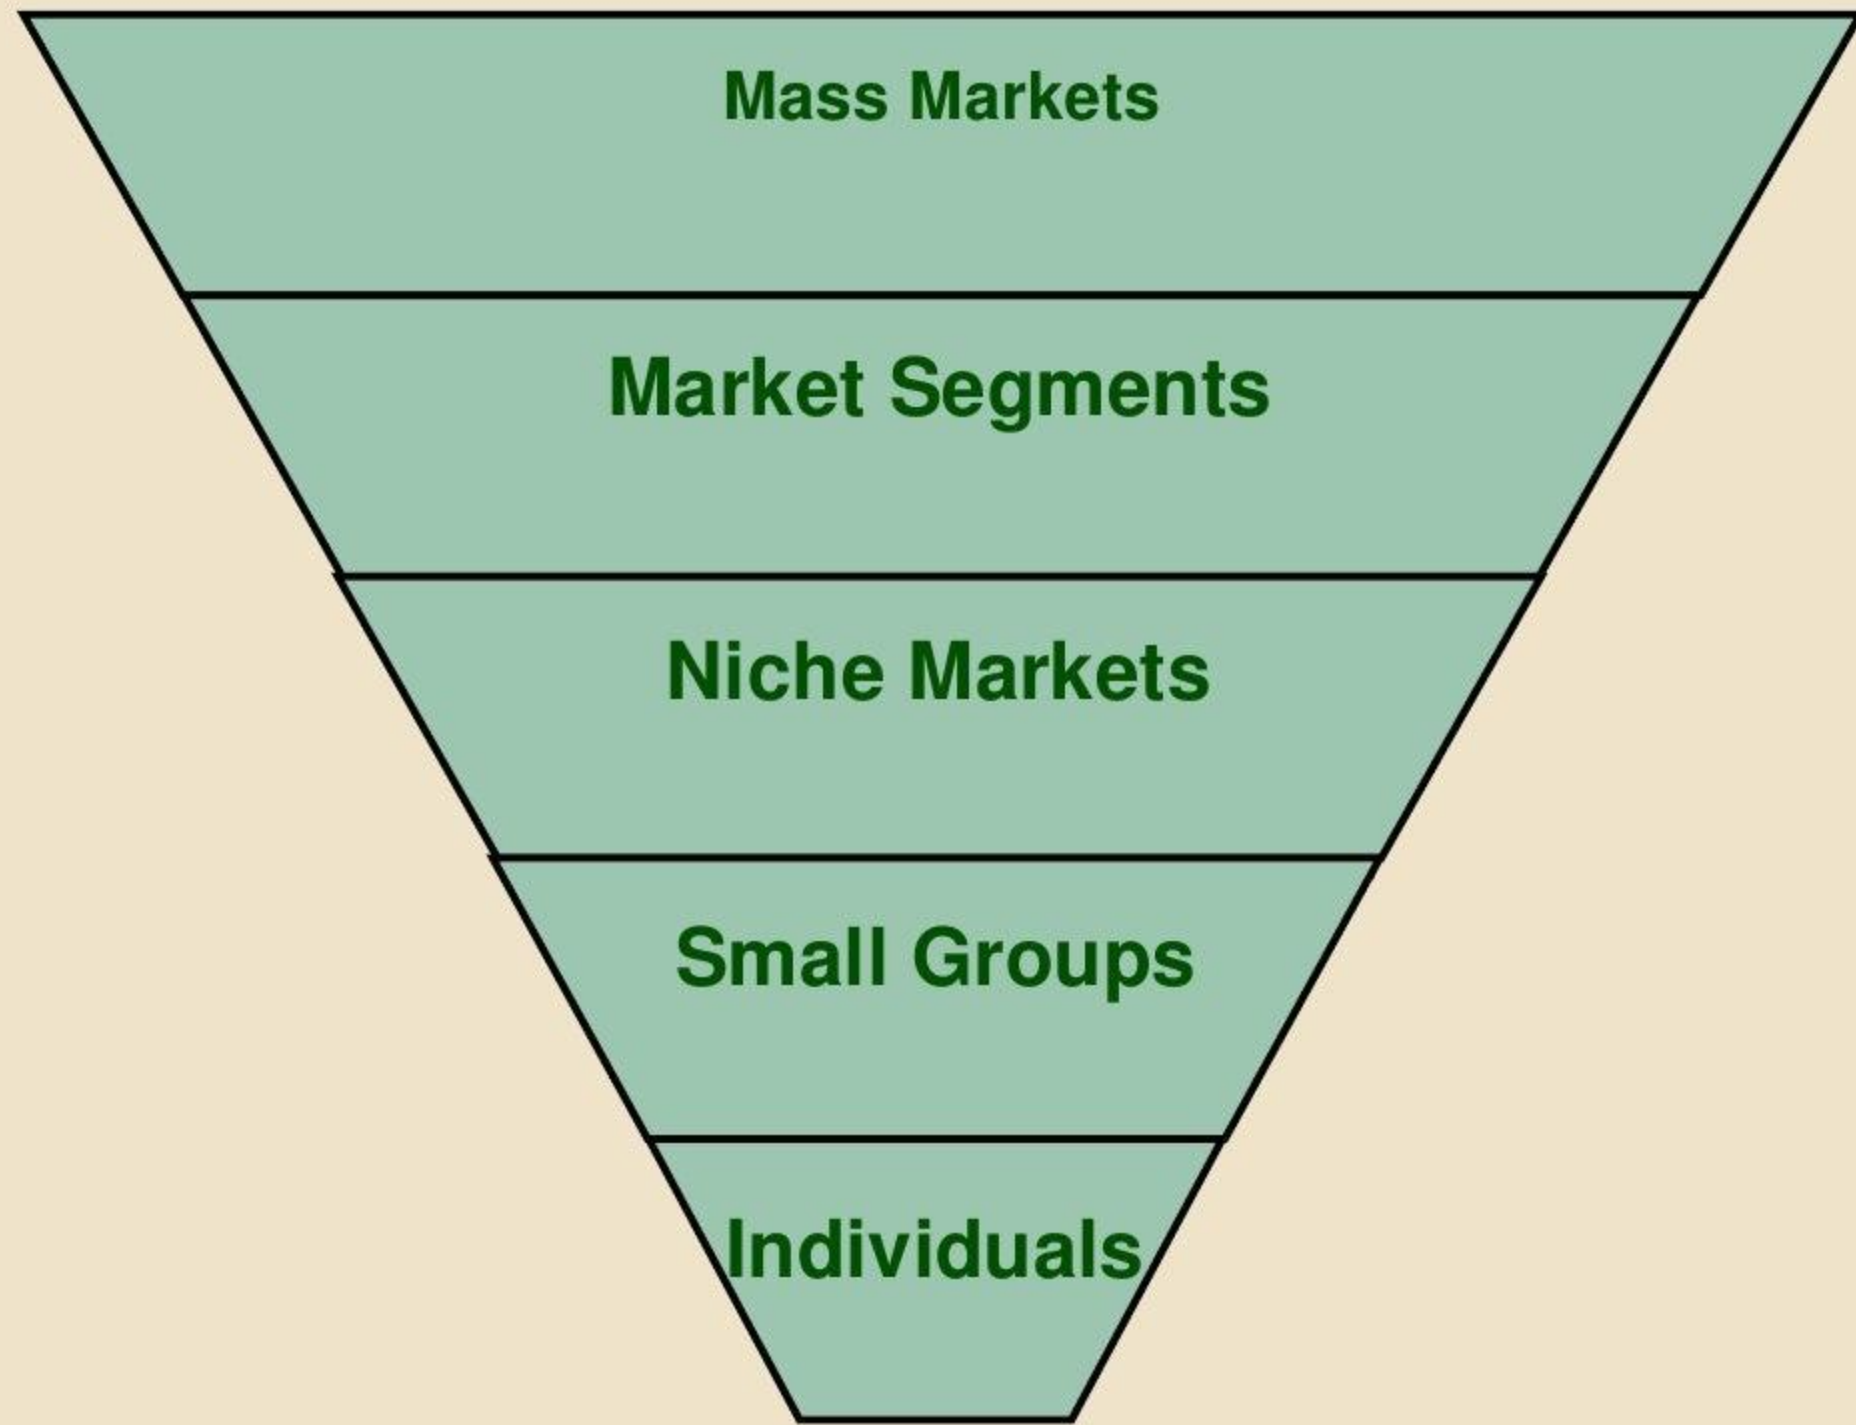 Mass Markets
Market Segments
Niche Markets
Small Groups
Individuals